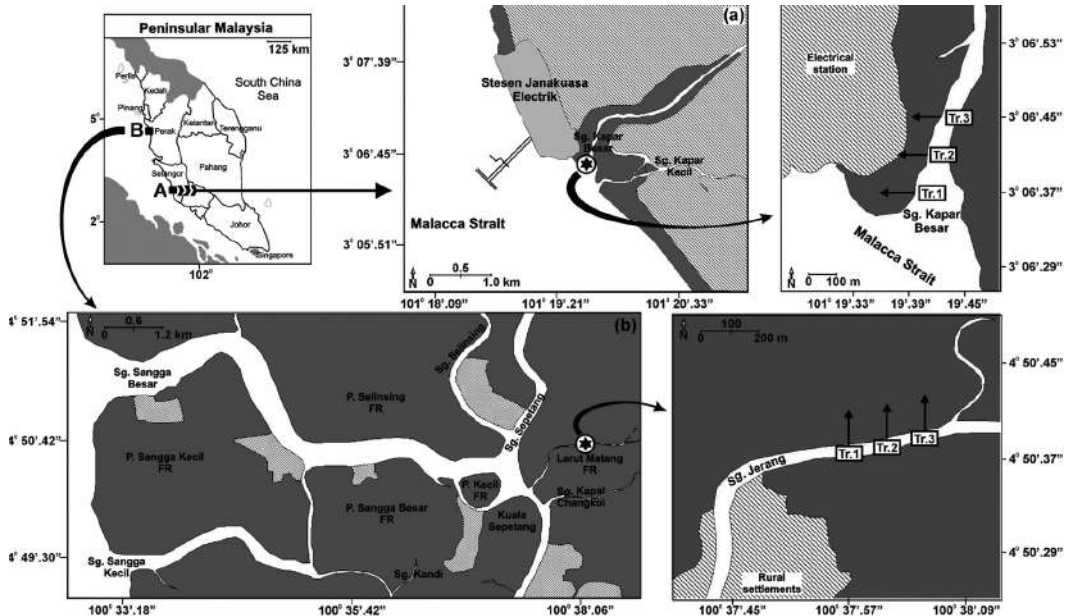 Peninsular Malaysia
125 km
South China
Sea
Perlis
Kedah
Pinang
Perak
Kelantan
Terengganu
Pahang
Selangor
Johor
Singapore
B
A
5°
2°
102°
(a)
Stesen Janakuasa
Elektrik
Sg. Kapar
Besar
Sg. Kapar
Kecil
Malacca Strait
N
0 0.5 1.0 km
3° 07'.39"
3° 06'.45"
3° 05'.51"
101° 18'.09"
101° 19'.21"
101° 20'.33"
Electrical
station
Tr.3
Tr.2
Tr.1
Sg. Kapar
Besar
Malacca Strait
N
0 100 m
3° 06'.53"
3° 06'.45"
3° 06'.37"
3° 06'.29"
101° 19'.33"
19'.39"
19'.45"
(b)
N
0 0.6 1.2 km
Sg. Sangga
Besar
P. Selinsing
FR
Sg. Selinsing
Sg. Sepetang
P. Sangga Kecil
FR
P. Sangga Besar
FR
P. Kecil
FR
Larut Matang
FR
Sg. Kapal
Changkol
Kuala
Sepetang
Sg. Sangga
Kecil
Sg. Kandi
4° 51'.54"
4° 50'.42"
4° 49'.30"
100° 33'.18"
100° 35'.42"
100° 38'.06"
N
0 100 200 m
Tr.1
Tr.2
Tr.3
Sg. Jerang
Rural
settlements
4° 50'.45"
4° 50'.37"
4° 50'.29"
100° 37'.45"
100° 37'.57"
100° 38'.09"